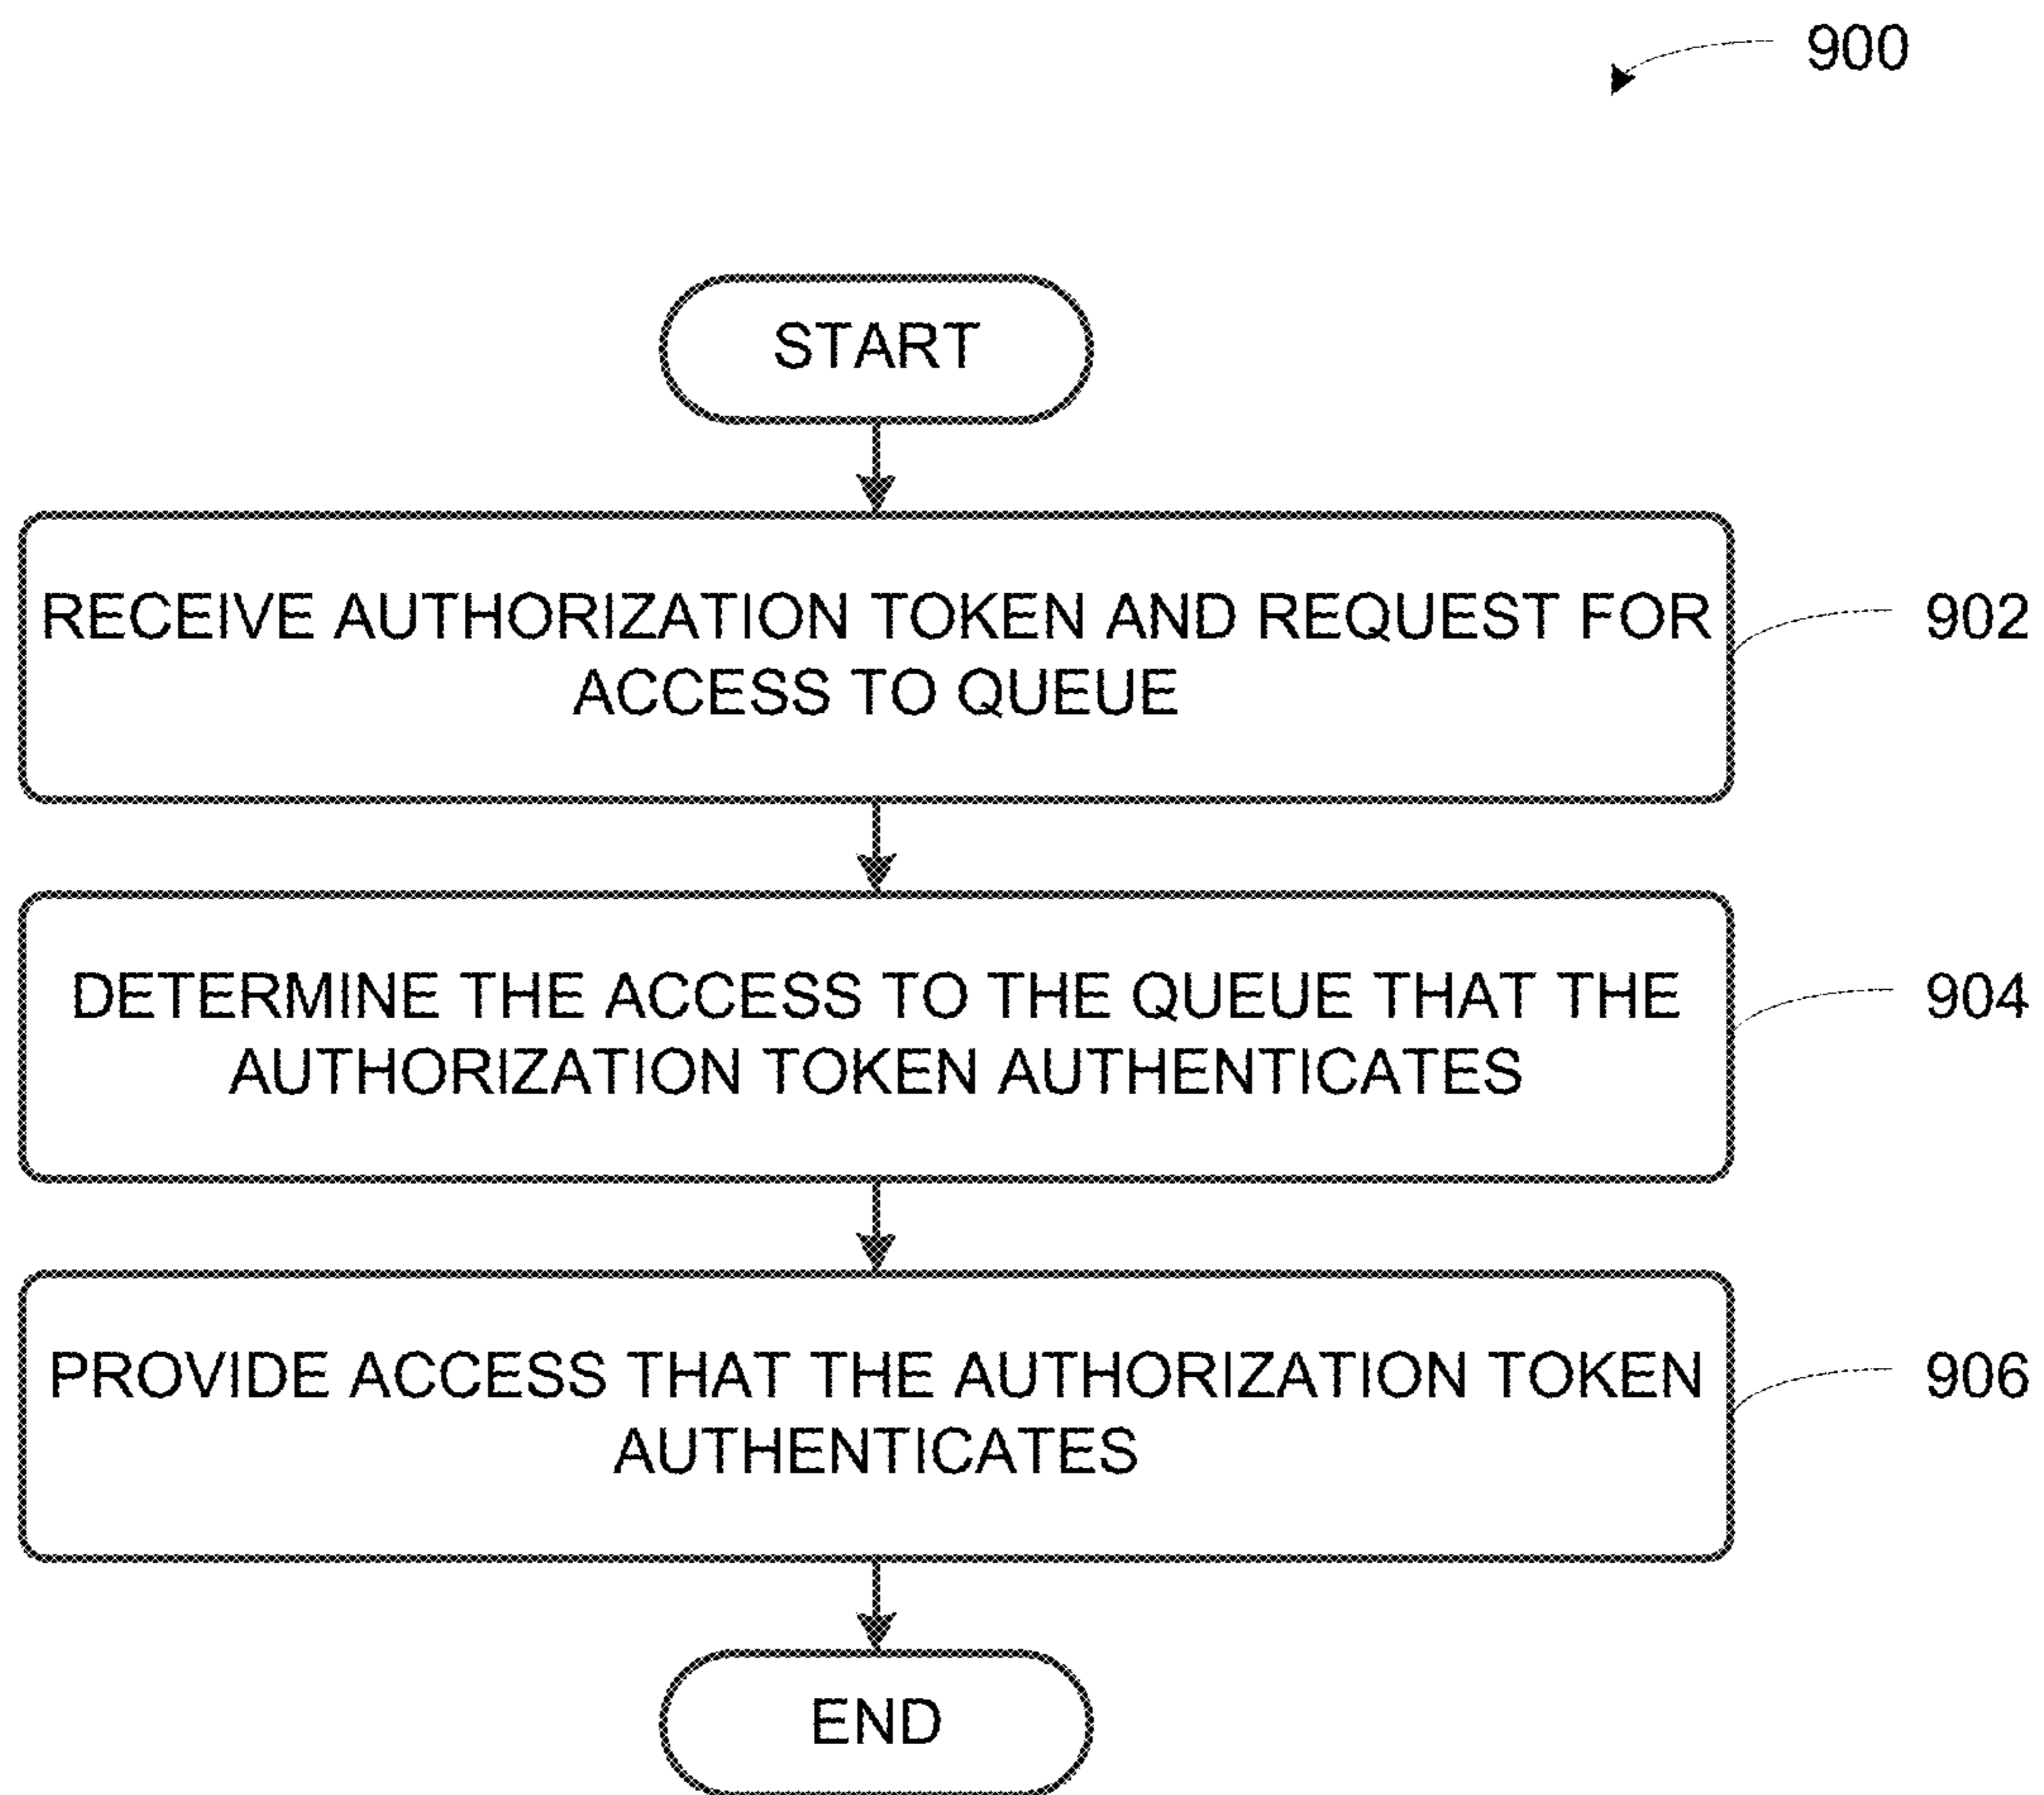 900
START
RECEIVE AUTHORIZATION TOKEN AND REQUEST FOR
ACCESS TO QUEUE
902
DETERMINE THE ACCESS TO THE QUEUE THAT THE
AUTHORIZATION TOKEN AUTHENTICATES
904
PROVIDE ACCESS THAT THE AUTHORIZATION TOKEN
AUTHENTICATES
906
END